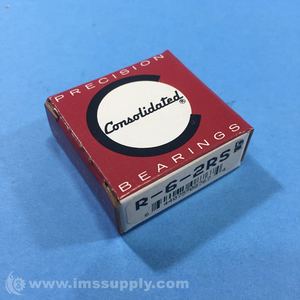 PRECISION
Consolidated®
BEARINGS
R-6-2RS
© www.imssupply.com